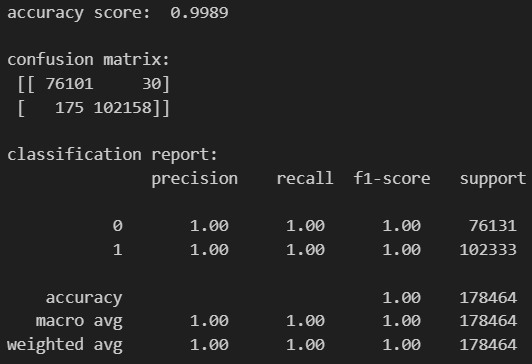 accuracy score:  0.9989
confusion matrix:
[[ 76101     30]
[   175 102158]]
classification report:
precision    recall  f1-score   support
0       1.00      1.00      1.00     76131
1       1.00      1.00      1.00    102333
accuracy                           1.00    178464
macro avg       1.00      1.00      1.00    178464
weighted avg       1.00      1.00      1.00    178464